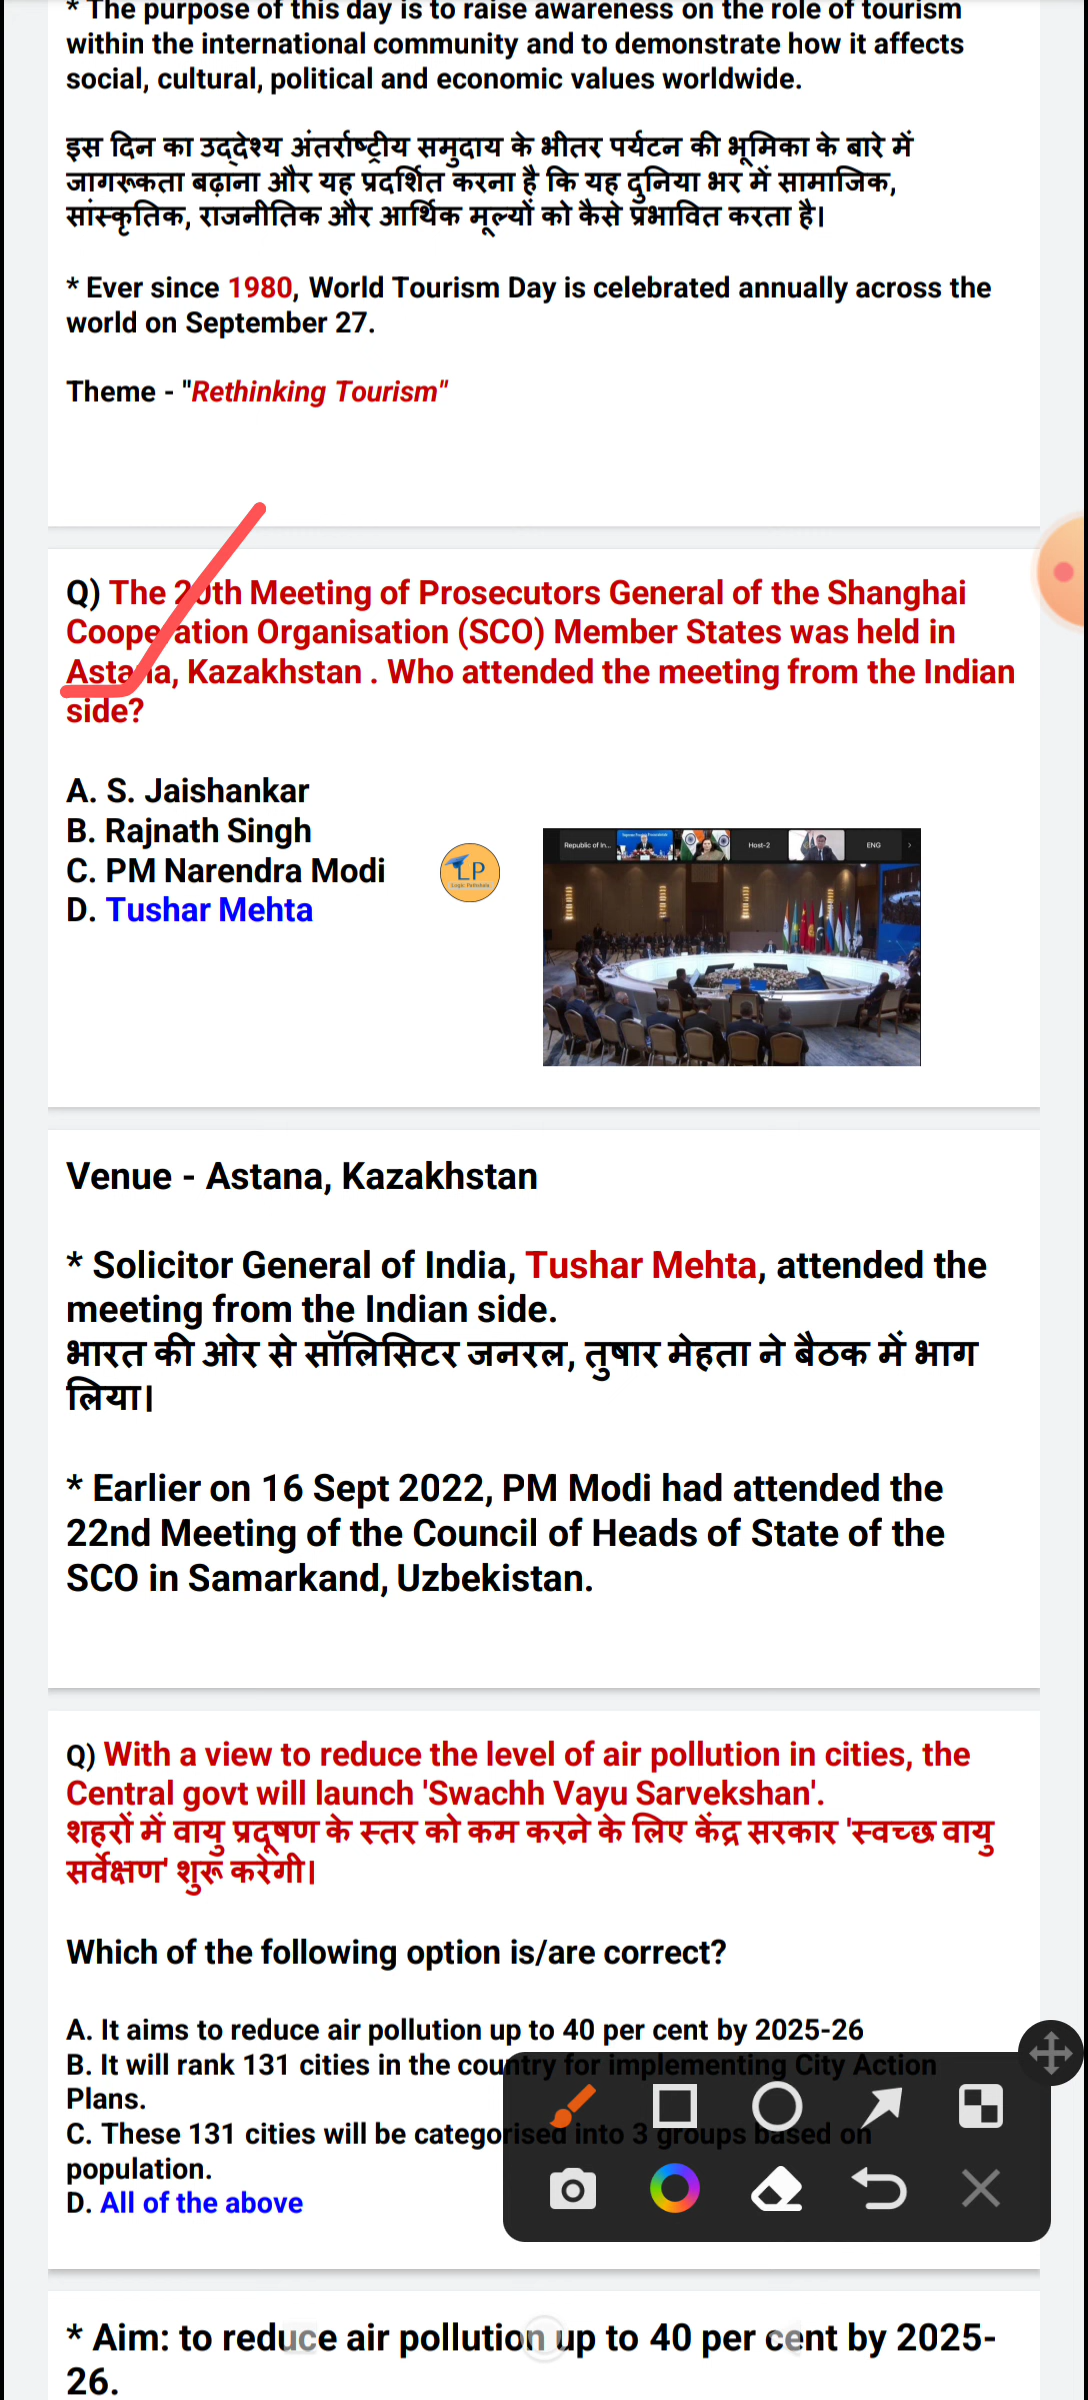 * The purpose of this day is to raise awareness on the role of tourism
within the international community and to demonstrate how it affects
social, cultural, political and economic values worldwide.
इस दिन का उद्देश्य अंतर्राष्ट्रीय समुदाय के भीतर पर्यटन की भूमिका के बारे में
जागरूकता बढ़ाना और यह प्रदर्शित करना है कि यह दुनिया भर में सामाजिक,
सांस्कृतिक, राजनीतिक और आर्थिक मूल्यों को कैसे प्रभावित करता है।
* Ever since 1980, World Tourism Day is celebrated annually across the
world on September 27.
Theme - "Rethinking Tourism"
Q) The 20th Meeting of Prosecutors General of the Shanghai
Cooperation Organisation (SCO) Member States was held in
Astana, Kazakhstan . Who attended the meeting from the Indian
side?
A. S. Jaishankar
B. Rajnath Singh
C. PM Narendra Modi
D. Tushar Mehta
LP
Logic Pathshala
Republic of In...
Host-2
ENG
Venue - Astana, Kazakhstan
* Solicitor General of India, Tushar Mehta, attended the
meeting from the Indian side.
भारत की ओर से सॉलिसिटर जनरल, तुषार मेहता ने बैठक में भाग
लिया।
* Earlier on 16 Sept 2022, PM Modi had attended the
22nd Meeting of the Council of Heads of State of the
SCO in Samarkand, Uzbekistan.
Q) With a view to reduce the level of air pollution in cities, the
Central govt will launch 'Swachh Vayu Sarvekshan'.
शहरों में वायु प्रदूषण के स्तर को कम करने के लिए केंद्र सरकार 'स्वच्छ वायु
सर्वेक्षण' शुरू करेगी।
Which of the following option is/are correct?
A. It aims to reduce air pollution up to 40 per cent by 2025-26
B. It will rank 131 cities in the country for implementing City Action
Plans.
C. These 131 cities will be categorised into 3 groups based on
population.
D. All of the above
* Aim: to reduce air pollution up to 40 per cent by 2025-
26.